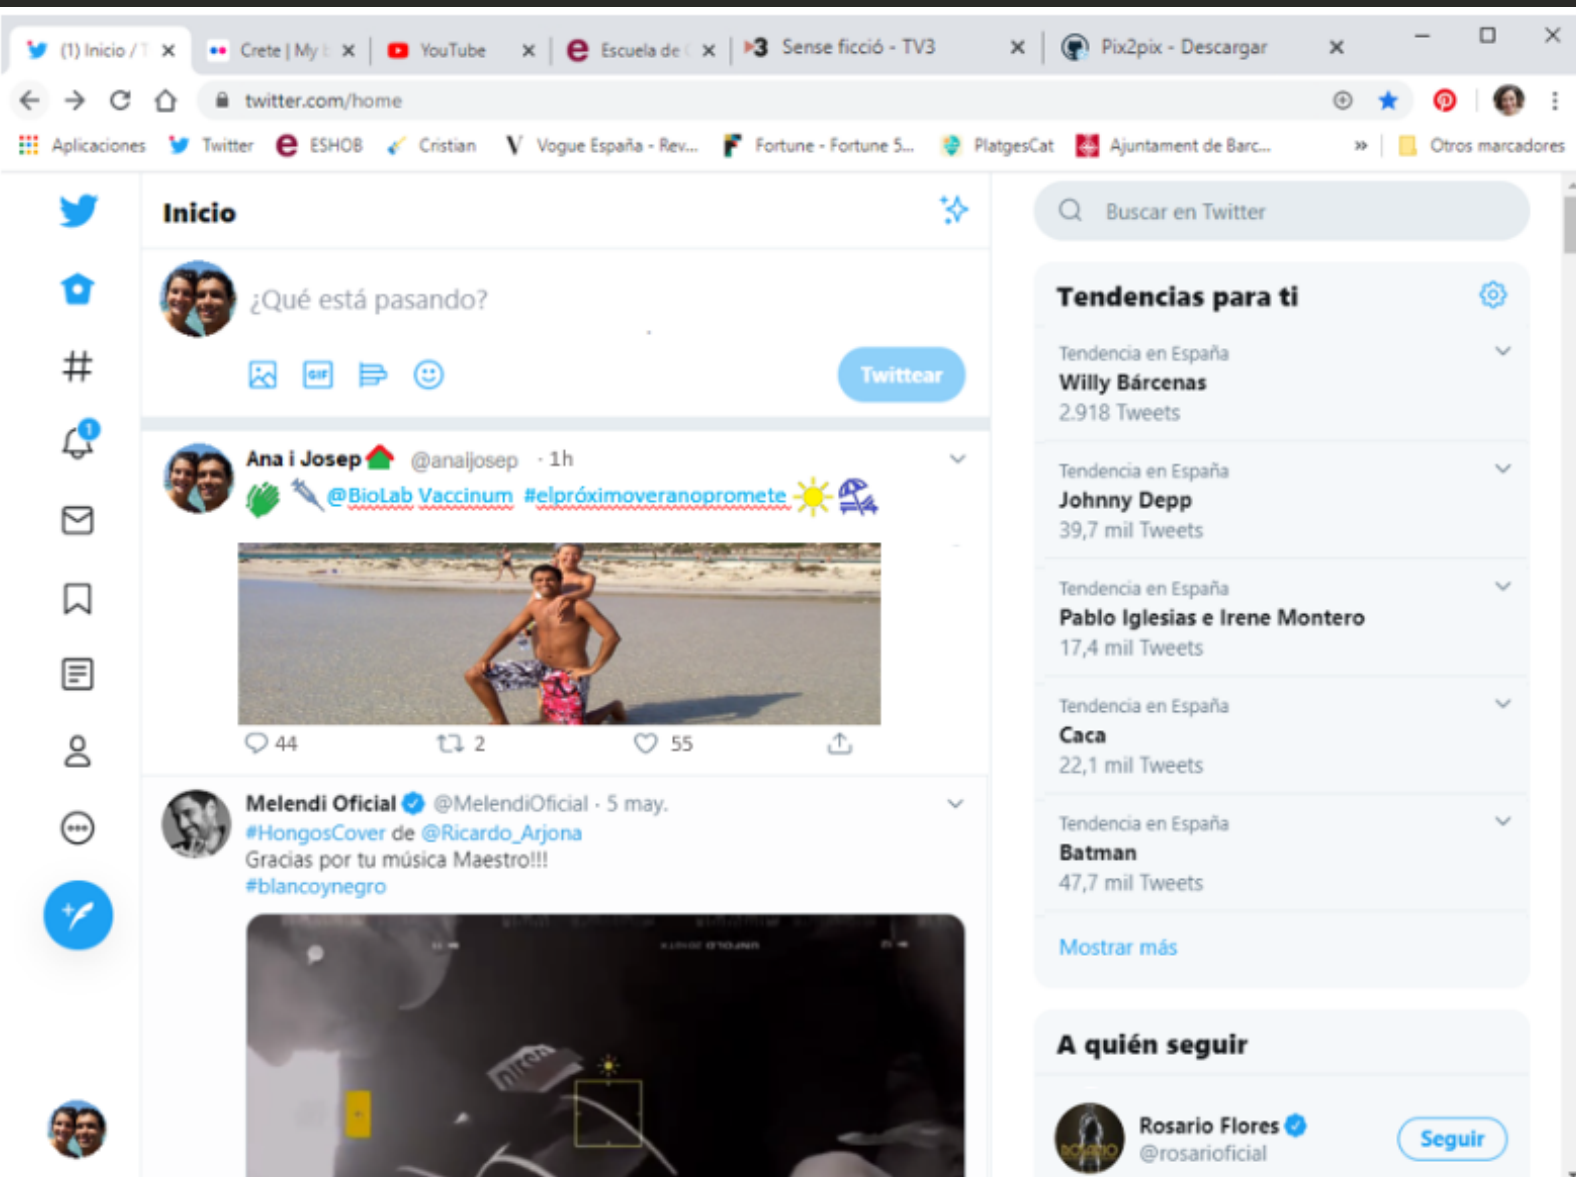 (1) Inicio / T
Crete | My b
YouTube
Escuela de
Sense ficció - TV3
Pix2pix - Descargar
twitter.com/home
Aplicaciones
Twitter
ESHOB
Cristian
Vogue España - Rev...
Fortune - Fortune 5...
PlatgesCat
Ajuntament de Barc...
»
Otros marcadores
Inicio
¿Qué está pasando?
GIF
Twittear
1
Ana i Josep @anaijosep · 1h
@BioLab Vaccinum #elpróximoveranopromete
44
2
55
Melendi Oficial @MelendiOficial · 5 may.
#HongosCover de @Ricardo_Arjona
Gracias por tu música Maestro!!!
#blancoynegro
Buscar en Twitter
Tendencias para ti
Tendencia en España
Willy Bárcenas
2.918 Tweets
Tendencia en España
Johnny Depp
39,7 mil Tweets
Tendencia en España
Pablo Iglesias e Irene Montero
17,4 mil Tweets
Tendencia en España
Caca
22,1 mil Tweets
Tendencia en España
Batman
47,7 mil Tweets
Mostrar más
A quién seguir
ROSARIO
Rosario Flores
@rosarioficial
Seguir